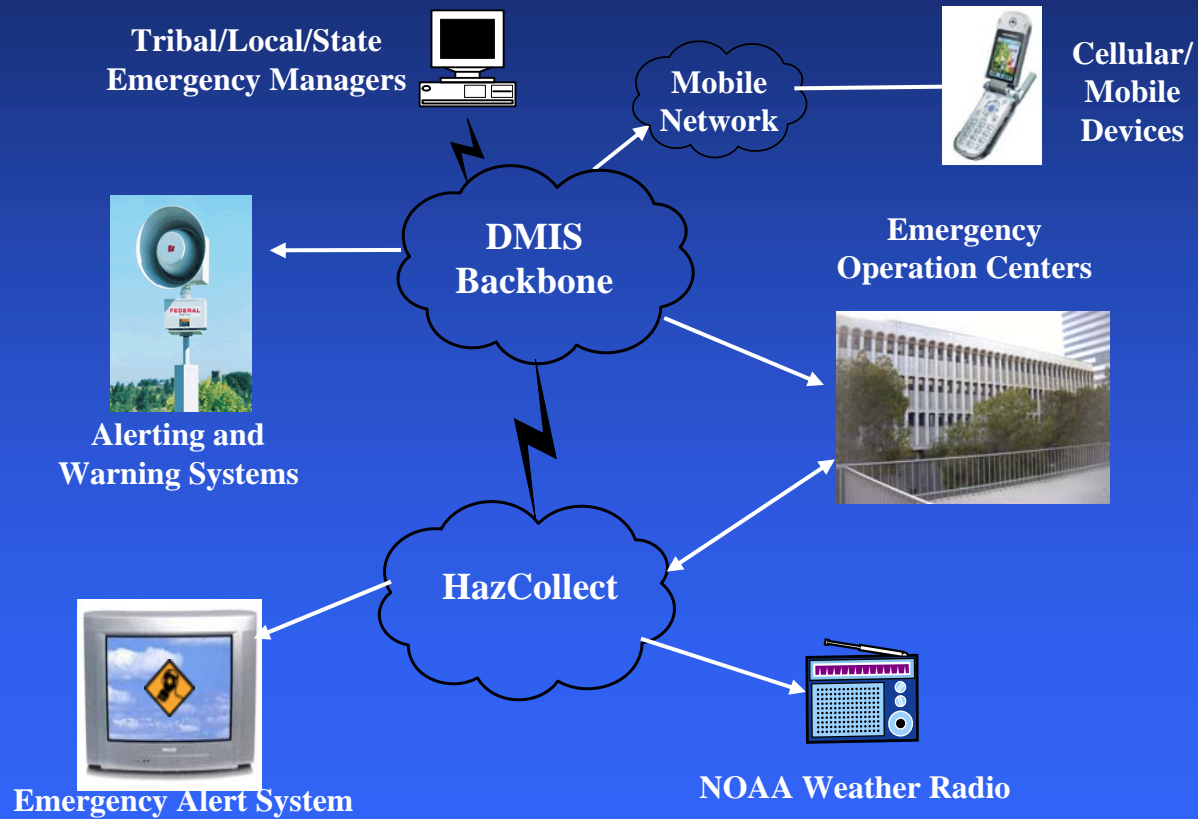 Tribal/Local/State
Emergency Managers
Mobile
Network
Cellular/
Mobile
Devices
DMIS
Backbone
Emergency
Operation Centers
FEDERAL
Alerting and
Warning Systems
HazCollect
Emergency Alert System
NOAA Weather Radio